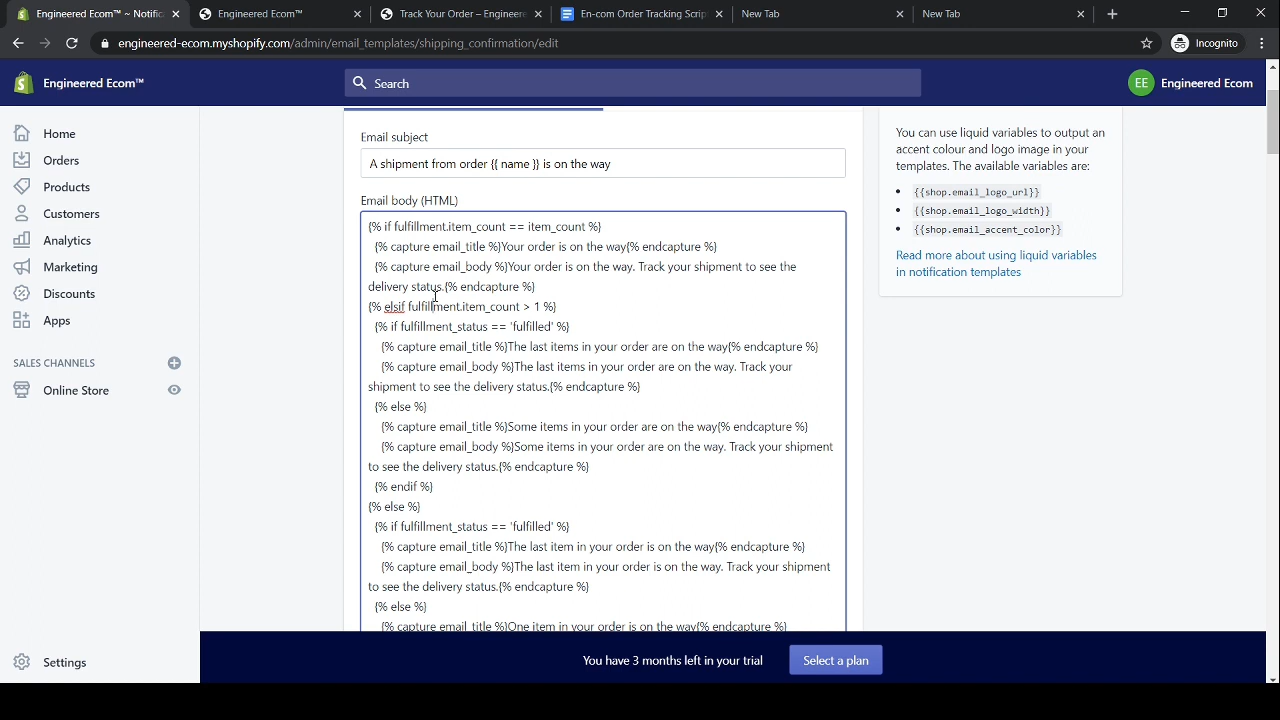 Engineered Ecom™ ~ Notific
Engineered Ecom™
Track Your Order – Engineere
En-com Order Tracking Scrip
New Tab
New Tab
engineered-ecom.myshopify.com/admin/email_templates/shipping_confirmation/edit
Incognito
Engineered Ecom™
Search
EE
Engineered Ecom
Home
Orders
Products
Customers
Analytics
Marketing
Discounts
Apps
SALES CHANNELS
Online Store
Settings
Email subject
A shipment from order {{ name }} is on the way
Email body (HTML)
{% if fulfillment.item_count == item_count %}
{% capture email_title %}Your order is on the way{% endcapture %}
{% capture email_body %}Your order is on the way. Track your shipment to see the
delivery status.{% endcapture %}
{% elsif fulfillment.item_count > 1 %}
{% if fulfillment_status == 'fulfilled' %}
{% capture email_title %}The last items in your order are on the way{% endcapture %}
{% capture email_body %}The last items in your order are on the way. Track your
shipment to see the delivery status.{% endcapture %}
{% else %}
{% capture email_title %}Some items in your order are on the way{% endcapture %}
{% capture email_body %}Some items in your order are on the way. Track your shipment
to see the delivery status.{% endcapture %}
{% endif %}
{% else %}
{% if fulfillment_status == 'fulfilled' %}
{% capture email_title %}The last item in your order is on the way{% endcapture %}
{% capture email_body %}The last item in your order is on the way. Track your shipment
to see the delivery status.{% endcapture %}
{% else %}
{% capture email_title %}One item in your order is on the way{% endcapture %}
You can use liquid variables to output an
accent colour and logo image in your
templates. The available variables are:
{{shop.email_logo_url}}
{{shop.email_logo_width}}
{{shop.email_accent_color}}
Read more about using liquid variables
in notification templates
You have 3 months left in your trial
Select a plan